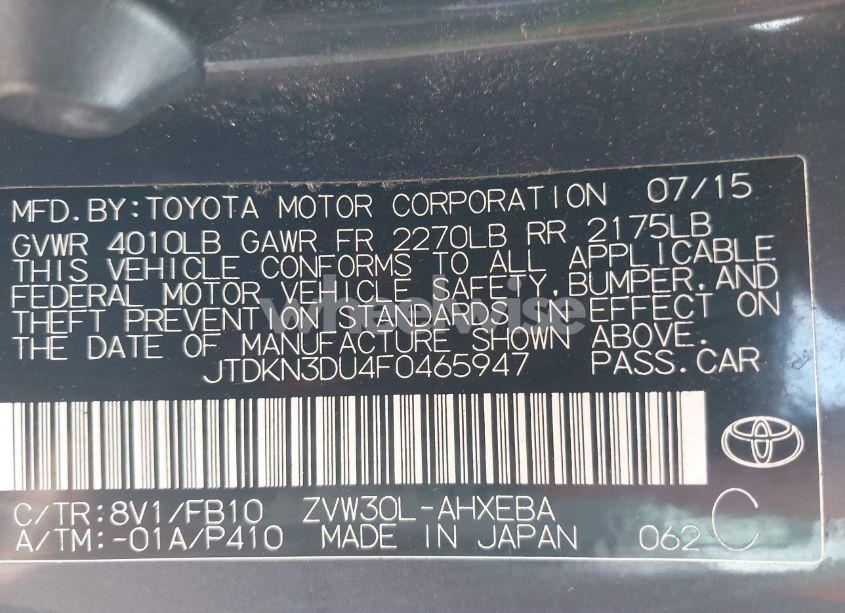 MFD.BY:TOYOTA MOTOR CORPORATION 07/15
GVWR 4010LB GAWR FR 2270LB RR 2175LB
THIS VEHICLE CONFORMS TO ALL APPLICABLE
FEDERAL MOTOR VEHICLE SAFETY,BUMPER,AND
THEFT PREVENTION STANDARDS IN EFFECT ON
THE DATE OF MANUFACTURE SHOWN ABOVE.
JTDKN3DU4F0465947 PASS.CAR
C/TR:8V1/FB10 ZVW30L-AHXEBA
A/TM:-01A/P410 MADE IN JAPAN 062 C
wheelwise